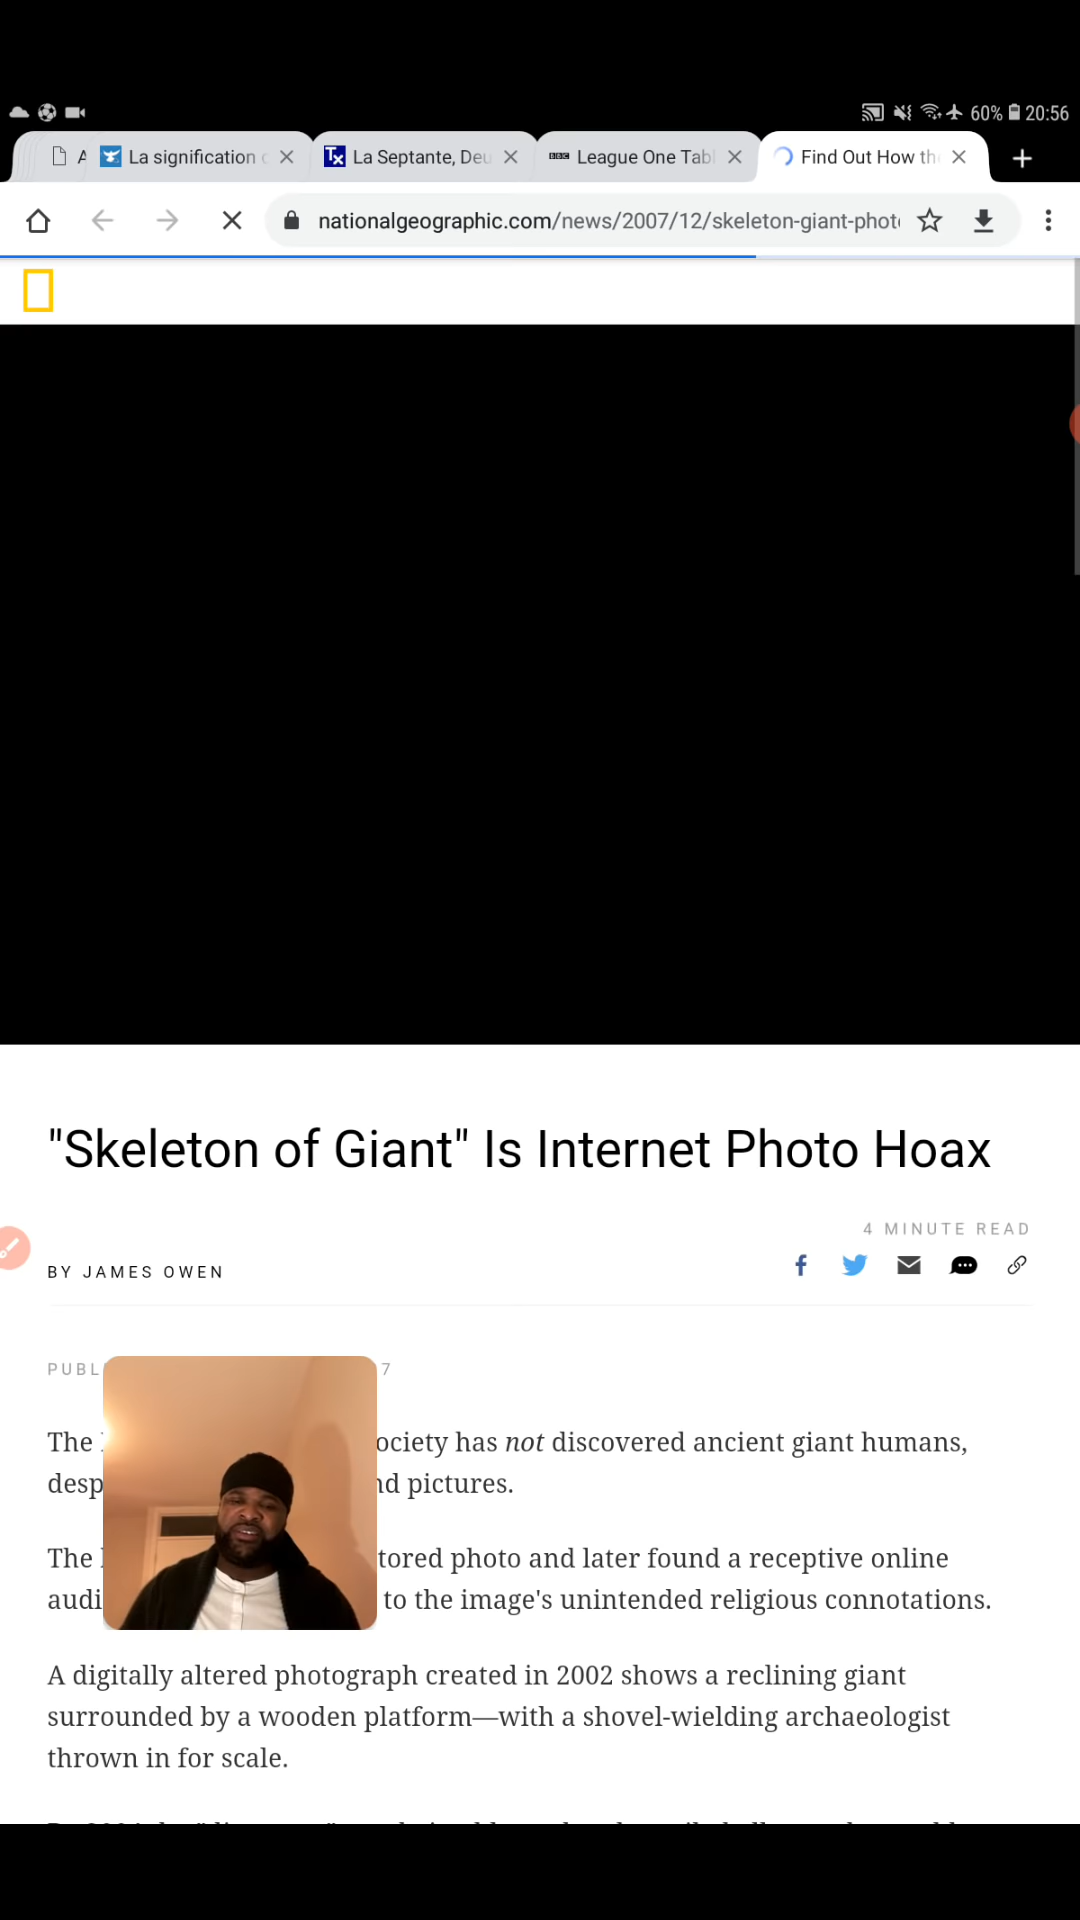 60% 20:56
A La signification La Septante, Deu League One Tabl Find Out How th
nationalgeographic.com/news/2007/12/skeleton-giant-phot
"Skeleton of Giant" Is Internet Photo Hoax
4 MINUTE READ
BY JAMES OWEN
7
The ociety has not discovered ancient giant humans,
desp nd pictures.
The tored photo and later found a receptive online
audi to the image's unintended religious connotations.
A digitally altered photograph created in 2002 shows a reclining giant
surrounded by a wooden platform—with a shovel-wielding archaeologist
thrown in for scale.